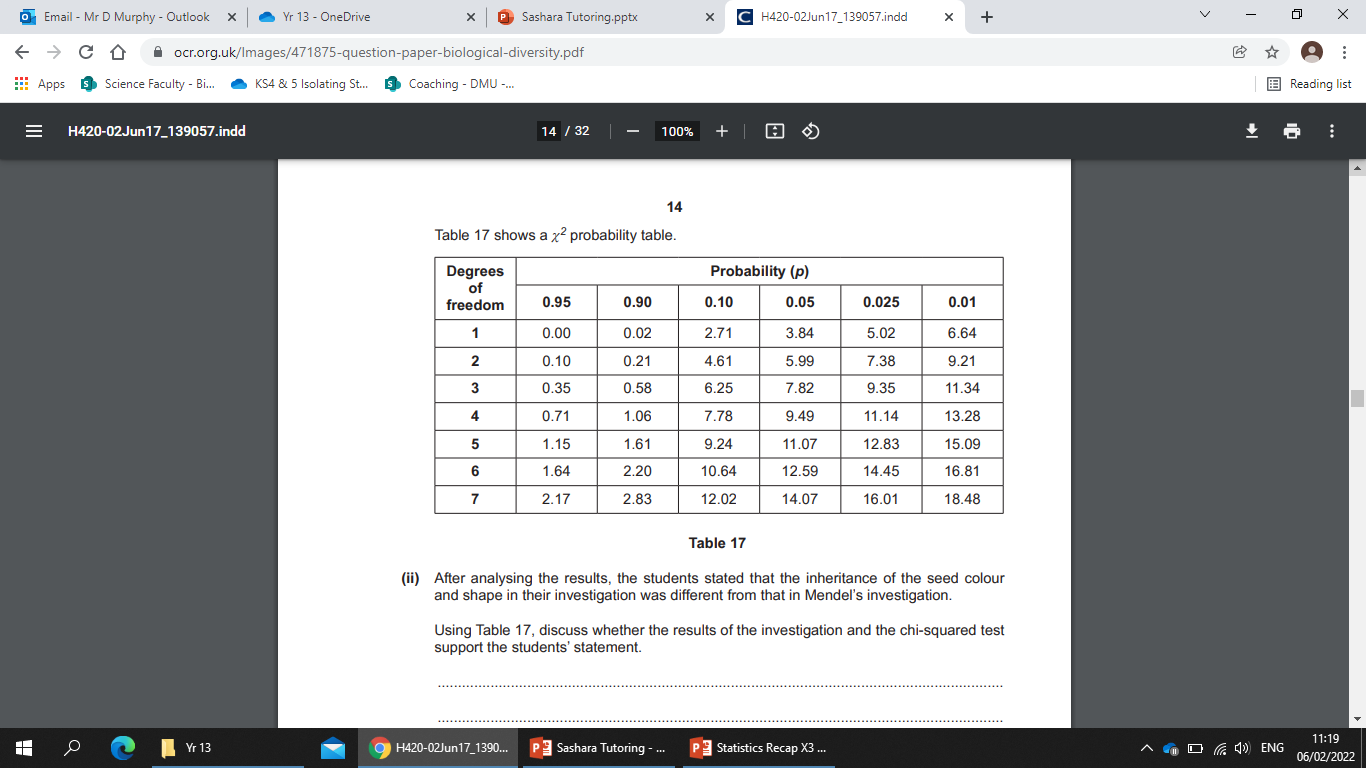 Email - Mr D Murphy - Outlook
Yr 13 - OneDrive
Sashara Tutoring.pptx
H420-02Jun17_139057.indd
ocr.org.uk/Images/471875-question-paper-biological-diversity.pdf
Apps
Science Faculty - Bi...
KS4 & 5 Isolating St...
Coaching - DMU -...
Reading list
H420-02Jun17_139057.indd
14 / 32
100%
14
Table 17 shows a χ² probability table.
Degrees of freedom Probability (p)
0.95 0.90 0.10 0.05 0.025 0.01
1 0.00 0.02 2.71 3.84 5.02 6.64
2 0.10 0.21 4.61 5.99 7.38 9.21
3 0.35 0.58 6.25 7.82 9.35 11.34
4 0.71 1.06 7.78 9.49 11.14 13.28
5 1.15 1.61 9.24 11.07 12.83 15.09
6 1.64 2.20 10.64 12.59 14.45 16.81
7 2.17 2.83 12.02 14.07 16.01 18.48
Table 17
(ii) After analysing the results, the students stated that the inheritance of the seed colour
and shape in their investigation was different from that in Mendel's investigation.
Using Table 17, discuss whether the results of the investigation and the chi-squared test
support the students' statement.
Yr 13
H420-02Jun17_1390...
Sashara Tutoring - ...
Statistics Recap X3 ...
ENG
11:19
06/02/2022